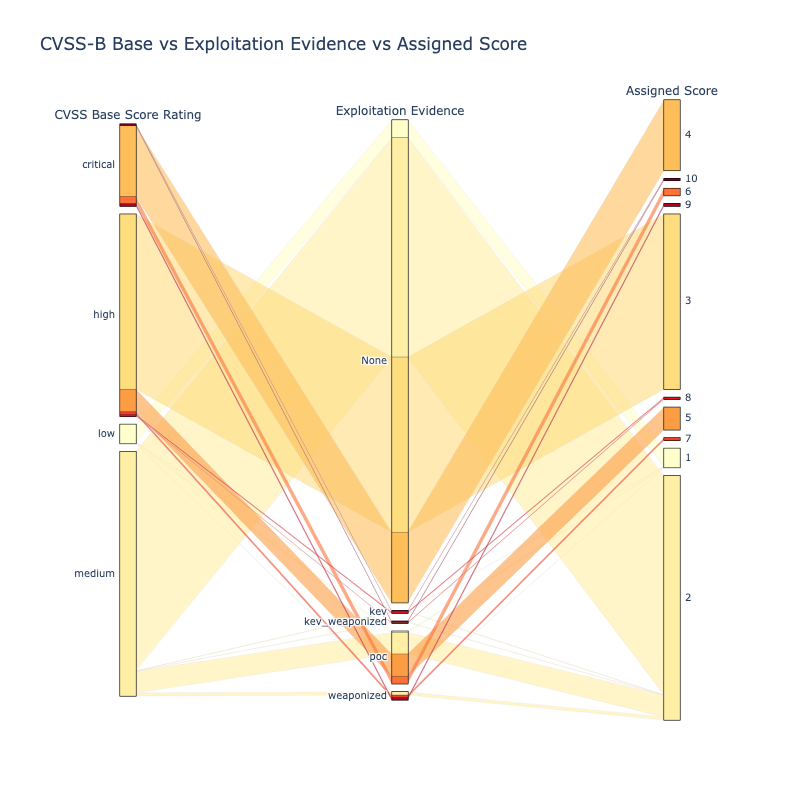 CVSS-B Base vs Exploitation Evidence vs Assigned Score
CVSS Base Score Rating
Exploitation Evidence
Assigned Score
critical
high
low
medium
None
kev
kev_weaponized
poc
weaponized
4
10
6
9
3
8
5
7
1
2